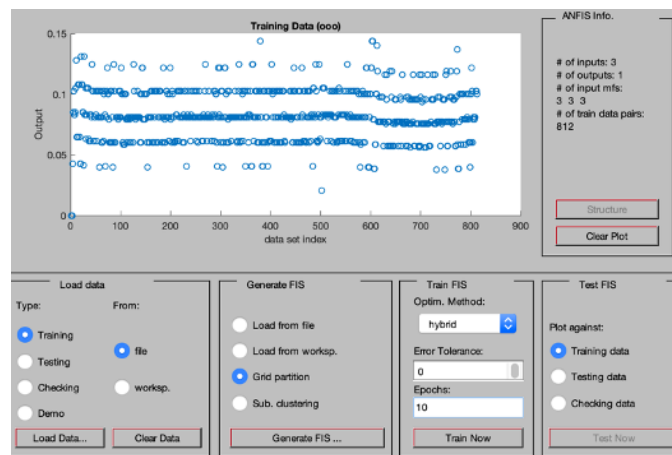 Training Data (ooo)
0.15
0.1
0.05
0
Output
0 100 200 300 400 500 600 700 800 900
data set index
ANFIS Info.
# of inputs: 3
# of outputs: 1
# of input mfs:
3 3 3
# of train data pairs:
812
Structure
Clear Plot
Load data
Type:
From:
Training
Testing
Checking
Demo
file
worksp.
Load Data...
Clear Data
Generate FIS
Load from file
Load from worksp.
Grid partition
Sub. clustering
Generate FIS ...
Train FIS
Optim. Method:
hybrid
Error Tolerance:
0
Epochs:
10
Train Now
Test FIS
Plot against:
Training data
Testing data
Checking data
Test Now